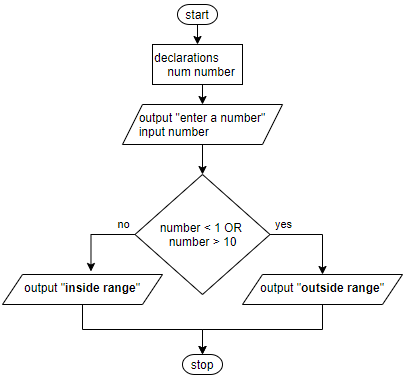 start
declarations
num number
output "enter a number"
input number
no
number < 1 OR
number > 10
yes
output "inside range"
output "outside range"
stop